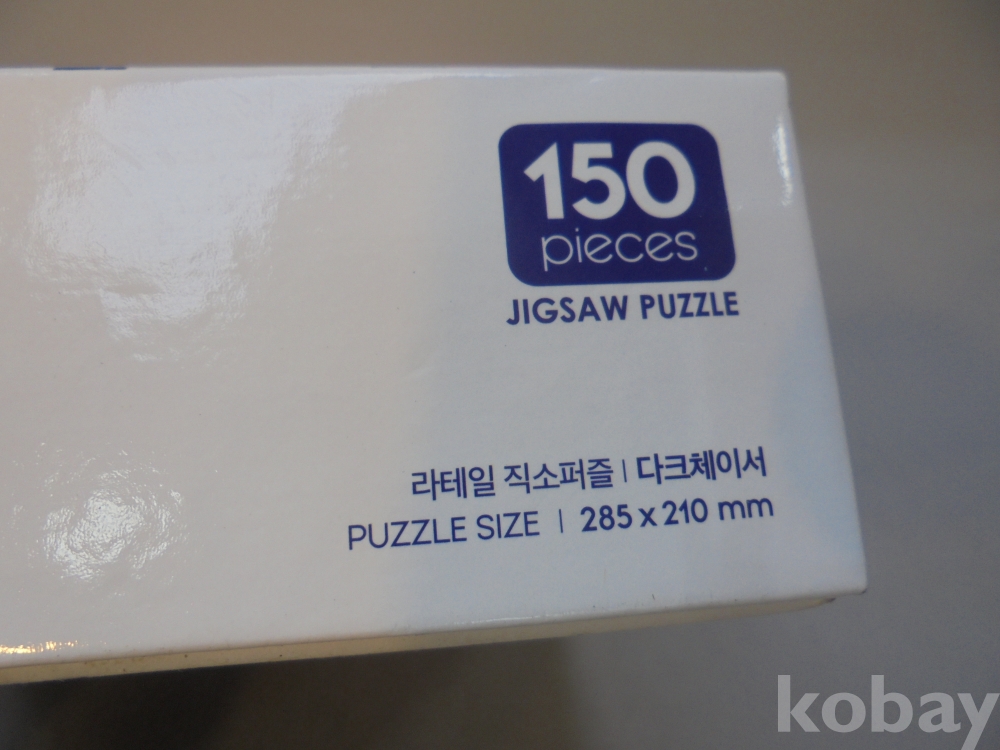 150
pieces
JIGSAW PUZZLE
라테일 직소퍼즐 | 다크체이서
PUZZLE SIZE | 285 x 210 mm
kobay